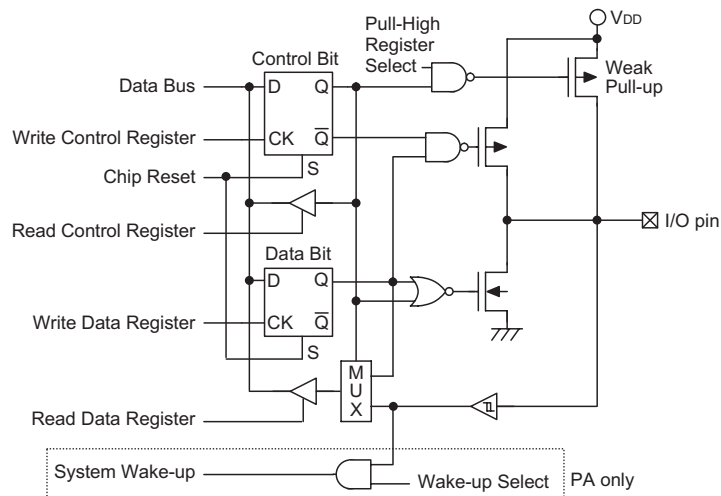 VDD
Pull-High
Register
Select
Control Bit
Weak
Pull-up
Data Bus
D Q
Write Control Register
CK Q
Chip Reset
S
I/O pin
Read Control Register
Data Bit
D Q
Write Data Register
CK Q
S
M
U
X
Read Data Register
System Wake-up
Wake-up Select
PA only